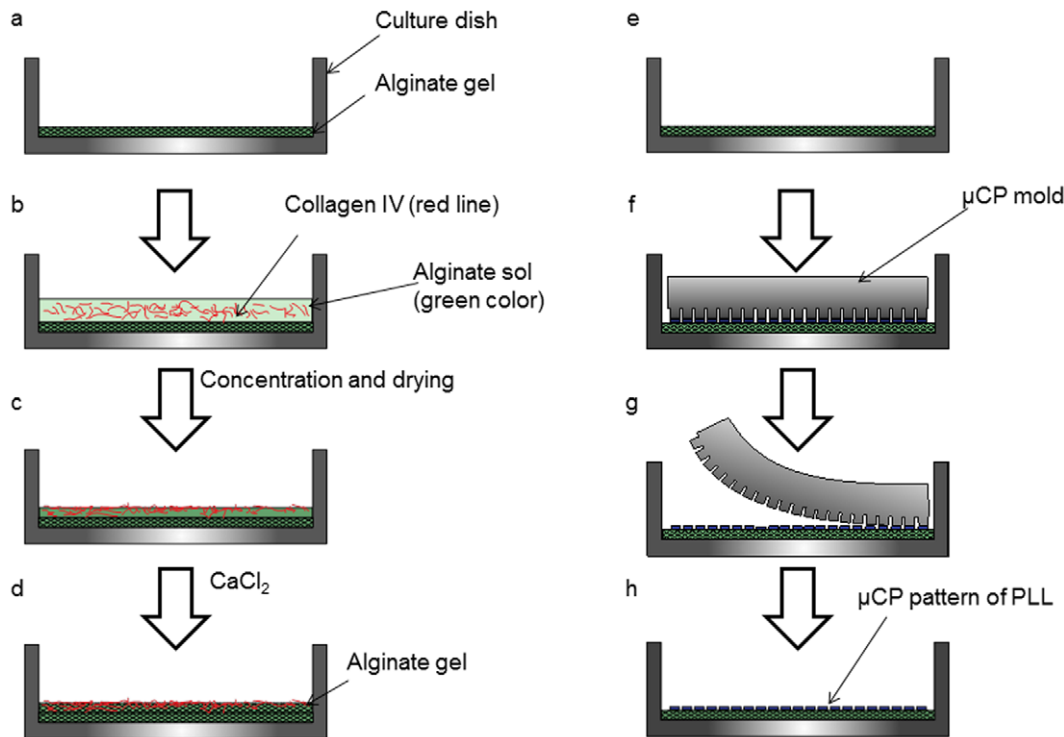 a
Culture dish
Alginate gel
b
Collagen IV (red line)
Alginate sol
(green color)
Concentration and drying
c
CaCl₂
d
Alginate gel
e
f
µCP mold
g
h
µCP pattern of PLL